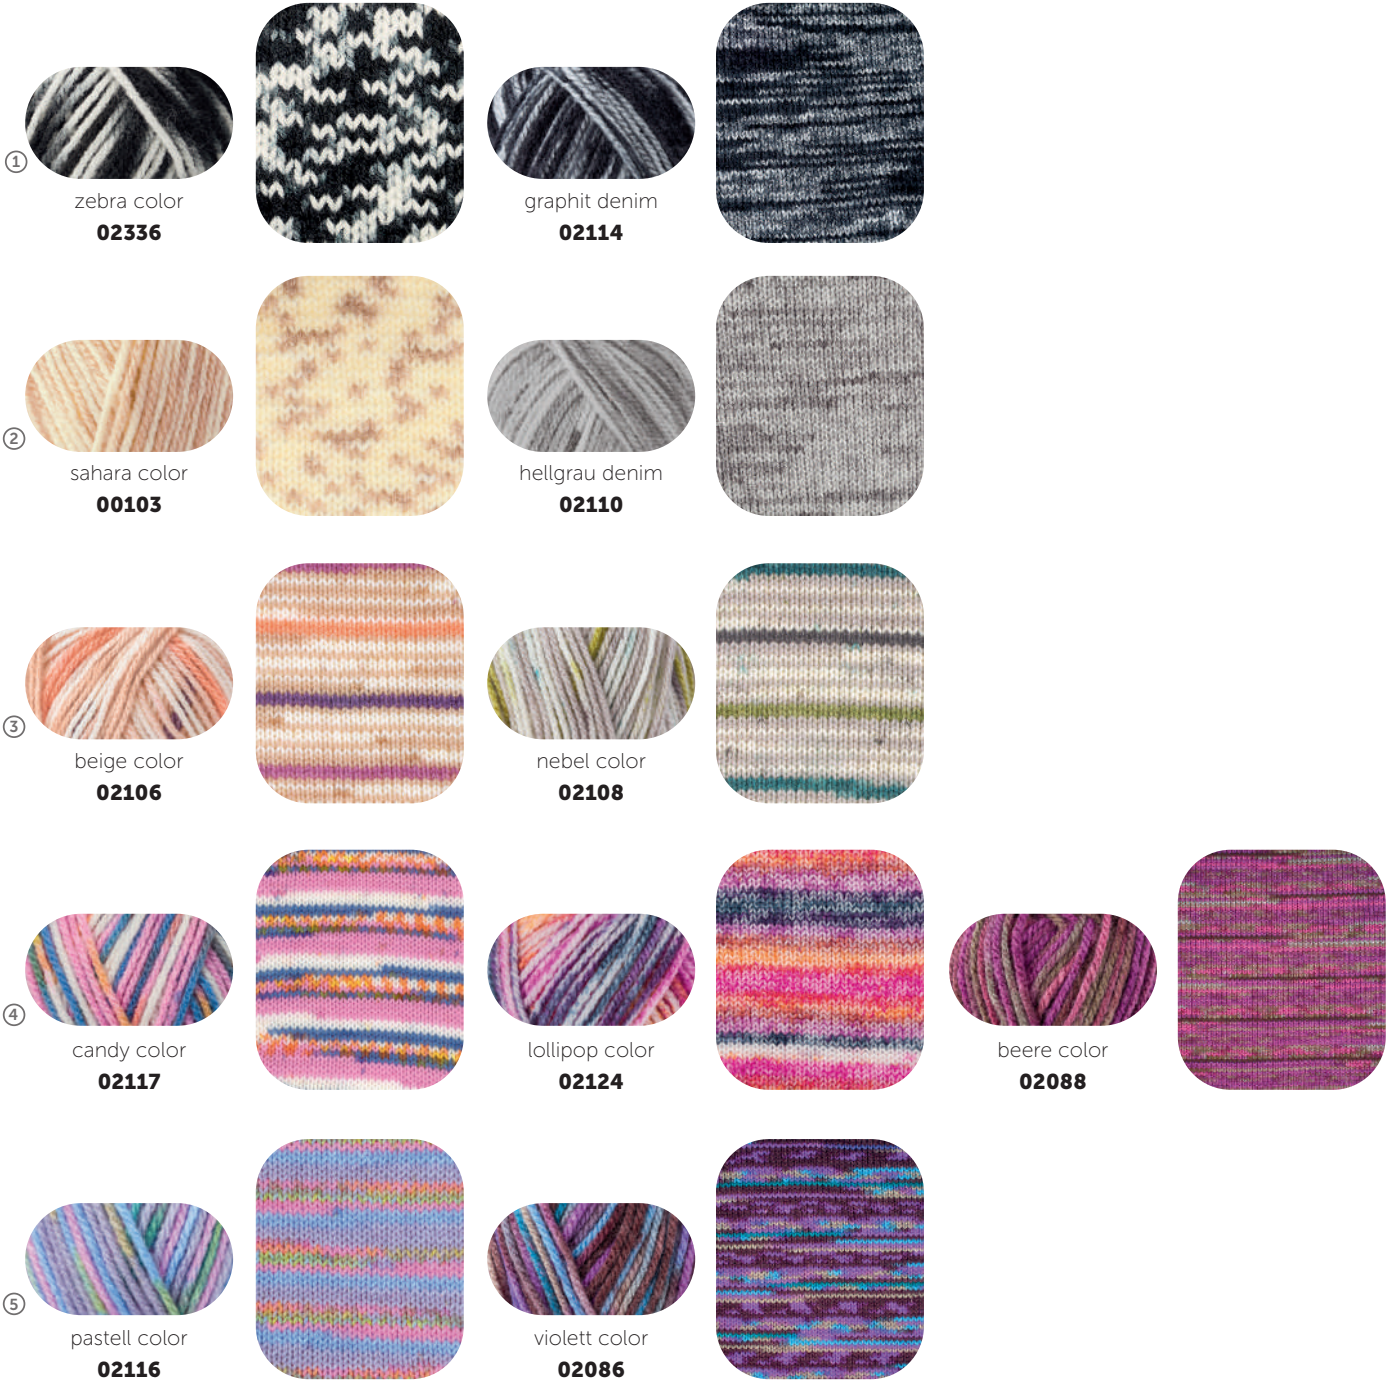 ①
zebra color
02336
graphit denim
02114
②
sahara color
00103
hellgrau denim
02110
③
beige color
02106
nebel color
02108
④
candy color
02117
lollipop color
02124
beere color
02088
⑤
pastell color
02116
violett color
02086